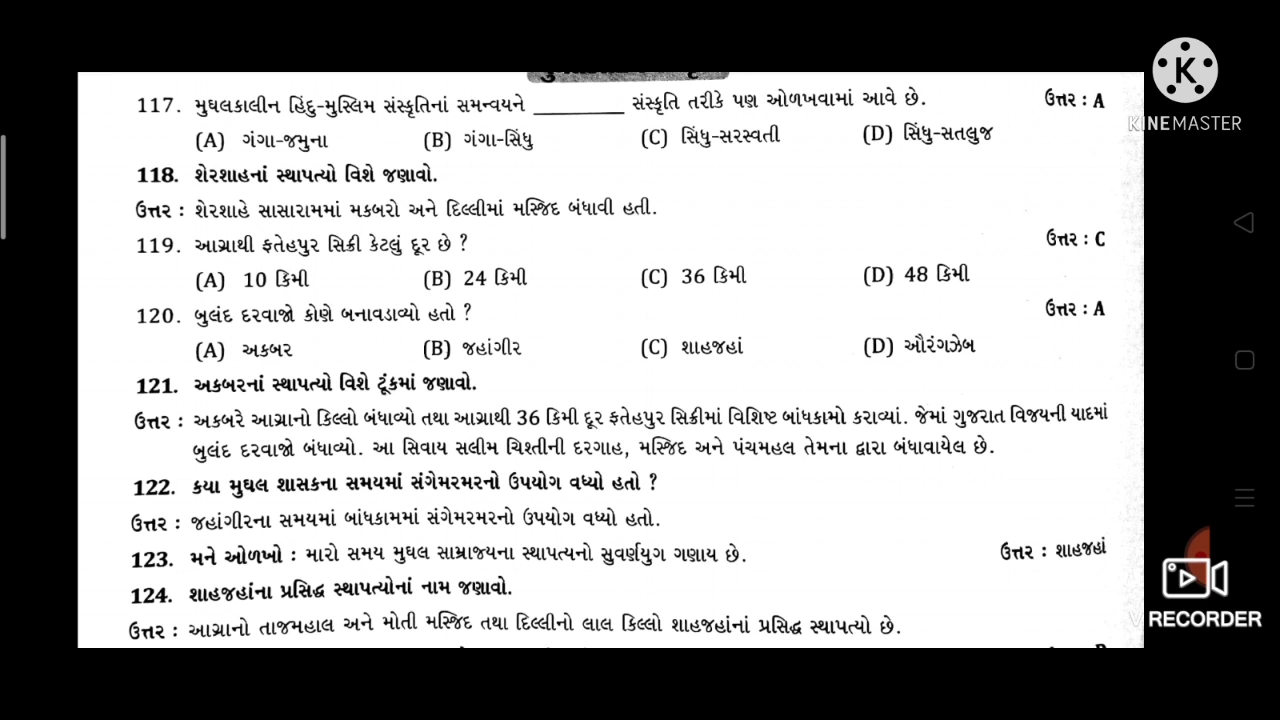 117. મુઘલકાલીન હિંદુ-મુસ્લિમ સંસ્કૃતિનાં સમન્વયને _________ સંસ્કૃતિ તરીકે પણ ઓળખવામાં આવે છે. ઉત્તર : A
(A) ગંગા-જમુના (B) ગંગા-સિંધુ (C) સિંધુ-સરસ્વતી (D) સિંધુ-સતલુજ
118. શેરશાહનાં સ્થાપત્યો વિશે જણાવો.
ઉત્તર : શેરશાહે સાસારામમાં મકબરો અને દિલ્લીમાં મસ્જિદ બંધાવી હતી.
119. આગ્રાથી ફતેહપુર સિક્રી કેટલું દૂર છે ? ઉત્તર : C
(A) 10 કિમી (B) 24 કિમી (C) 36 કિમી (D) 48 કિમી
120. બુલંદ દરવાજો કોણે બનાવડાવ્યો હતો ? ઉત્તર : A
(A) અકબર (B) જહાંગીર (C) શાહજહાં (D) ઔરંગઝેબ
121. અકબરનાં સ્થાપત્યો વિશે ટૂંકમાં જણાવો.
ઉત્તર : અકબરે આગ્રાનો કિલ્લો બંધાવ્યો તથા આગ્રાથી 36 કિમી દૂર ફતેહપુર સિક્રીમાં વિશિષ્ટ બાંધકામો કરાવ્યાં. જેમાં ગુજરાત વિજયની યાદમાં
બુલંદ દરવાજો બંધાવ્યો. આ સિવાય સલીમ ચિશ્તીની દરગાહ, મસ્જિદ અને પંચમહલ તેમના દ્વારા બંધાવાયેલ છે.
122. કયા મુઘલ શાસકના સમયમાં સંગેમરમરનો ઉપયોગ વધ્યો હતો ?
ઉત્તર : જહાંગીરના સમયમાં બાંધકામમાં સંગેમરમરનો ઉપયોગ વધ્યો હતો.
123. મને ઓળખો : મારો સમય મુઘલ સામ્રાજ્યના સ્થાપત્યનો સુવર્ણયુગ ગણાય છે. ઉત્તર : શાહજહાં
124. શાહજહાંના પ્રસિદ્ધ સ્થાપત્યોનાં નામ જણાવો.
ઉત્તર : આગ્રાનો તાજમહાલ અને મોતી મસ્જિદ તથા દિલ્લીનો લાલ કિલ્લો શાહજહાંનાં પ્રસિદ્ધ સ્થાપત્યો છે.
K
KINEMASTER
RECORDER